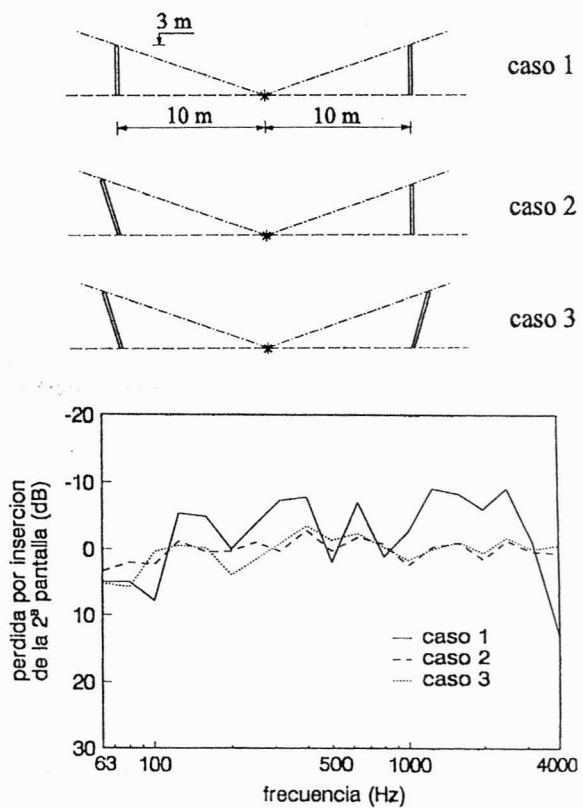 3 m
caso 1
10 m
10 m
caso 2
caso 3
-20
-10
0
10
20
30
perdida por insercion
de la 2ª pantalla (dB)
caso 1
caso 2
caso 3
63
100
500
1000
4000
frecuencia (Hz)